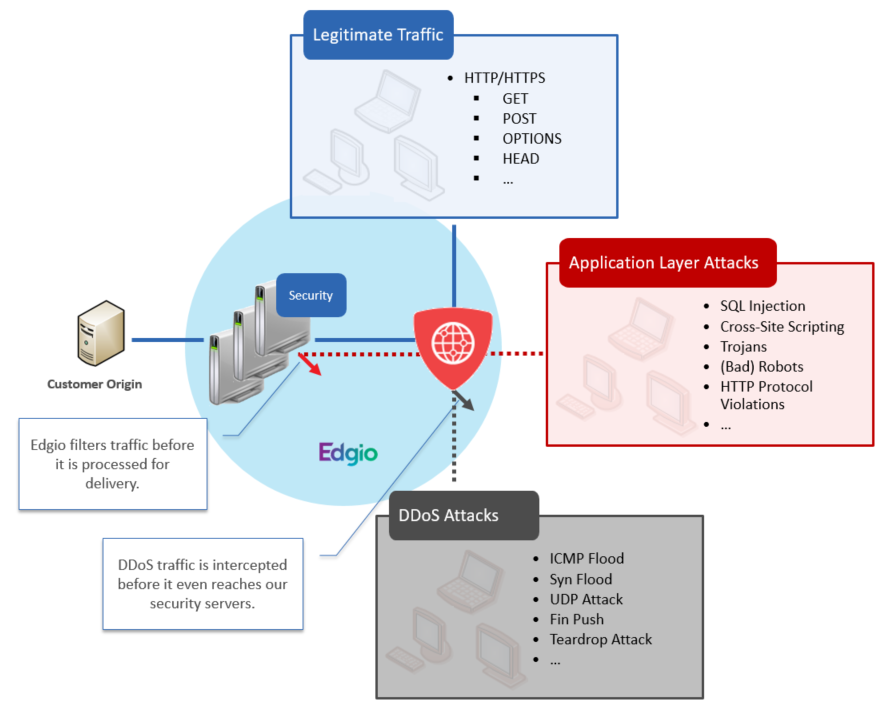 Legitimate Traffic
• HTTP/HTTPS
▪ GET
▪ POST
▪ OPTIONS
▪ HEAD
▪ ...
Security
Application Layer Attacks
• SQL Injection
• Cross-Site Scripting
• Trojans
• (Bad) Robots
• HTTP Protocol
Violations
• ...
Customer Origin
Edgio filters traffic before
it is processed for
delivery.
Edgio
DDoS Attacks
• ICMP Flood
• Syn Flood
• UDP Attack
• Fin Push
• Teardrop Attack
• ...
DDoS traffic is intercepted
before it even reaches our
security servers.